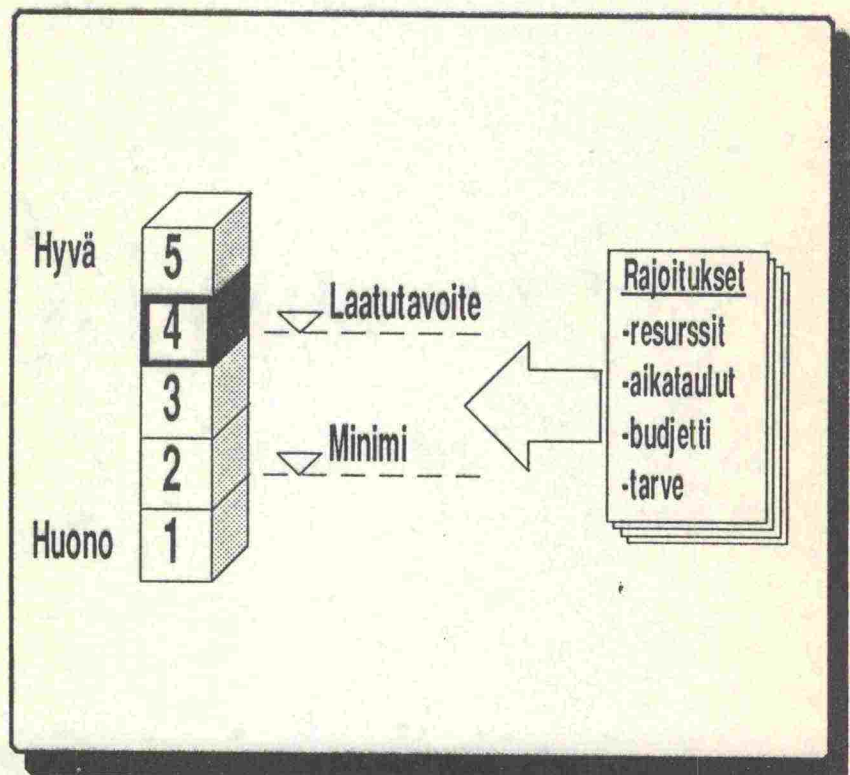 Hyvä
5
4
3
2
1
Huono
Laatutavoite
Minimi
Rajoitukset
-resurssit
-aikataulut
-budjetti
-tarve